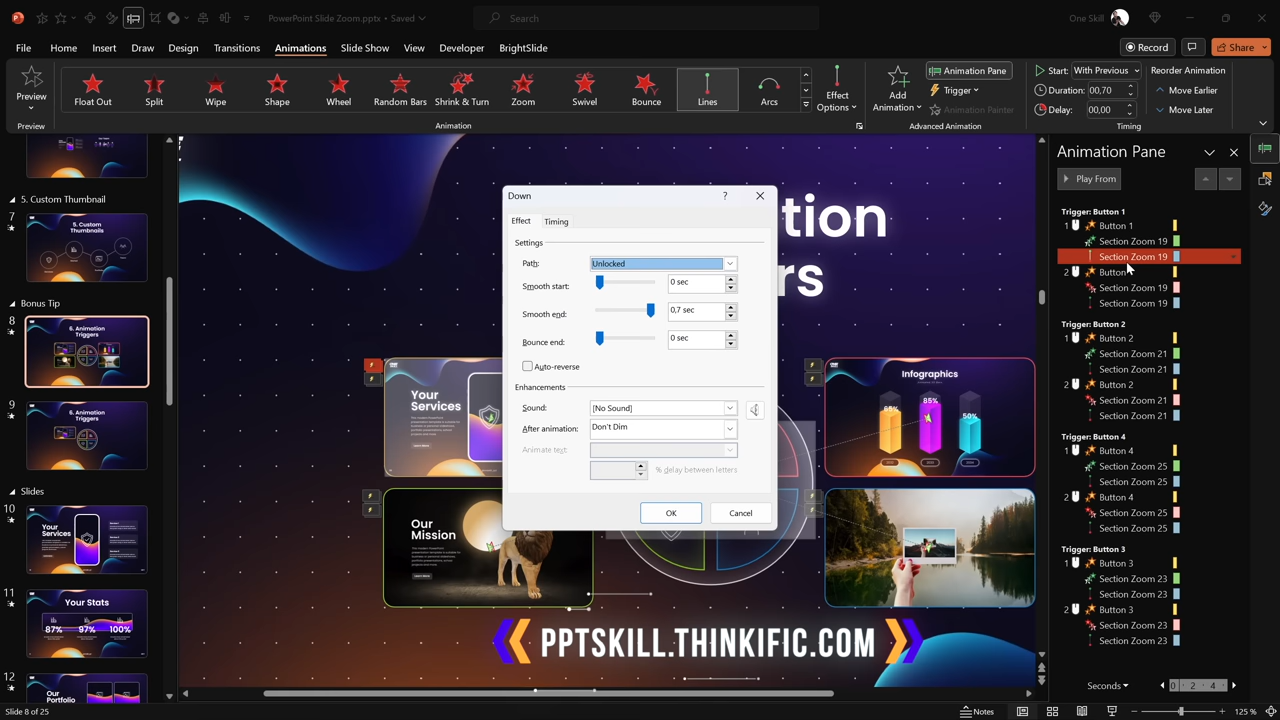 PowerPoint Slide Zoom.pptx • Saved
Search
One Skill
File
Home
Insert
Draw
Design
Transitions
Animations
Slide Show
View
Developer
BrightSlide
Record
Share
Preview
Float Out
Split
Wipe
Shape
Wheel
Random Bars
Shrink & Turn
Zoom
Swivel
Bounce
Lines
Arcs
Effect Options
Add Animation
Animation Pane
Trigger
Animation Painter
Start: With Previous
Duration: 00,70
Delay: 00,00
Reorder Animation
Move Earlier
Move Later
Preview
Animation
Advanced Animation
Timing
5. Custom Thumbnail
7
5. Custom
Thumbnails
Bonus Tip
8
6. Animation
Triggers
9
6. Animation
Triggers
Slides
10
Your
Services
11
Your Stats
87% 97% 100%
12
Our
Portfolio
tion
rs
Your
Services
Our
Mission
Infographics
65%
85%
50%
PPTSKILL.THINKIFIC.COM
Down
?
Effect
Timing
Settings
Path: Unlocked
Smooth start: 0 sec
Smooth end: 0,7 sec
Bounce end: 0 sec
Auto-reverse
Enhancements
Sound: [No Sound]
After animation: Don't Dim
Animate text:
% delay between letters
OK
Cancel
Animation Pane
Play From
Trigger: Button 1
1 Button 1
Section Zoom 19
Section Zoom 19
2 Button
Section Zoom 19
Section Zoom 19
Trigger: Button 2
1 Button 2
Section Zoom 21
Section Zoom 21
2 Button 2
Section Zoom 21
Section Zoom 21
Trigger: Button 4
1 Button 4
Section Zoom 25
Section Zoom 25
2 Button 4
Section Zoom 25
Section Zoom 25
Trigger: Button 3
1 Button 3
Section Zoom 23
Section Zoom 23
2 Button 3
Section Zoom 23
Section Zoom 23
Seconds
0 2 4
Slide 8 of 25
Notes
125 %